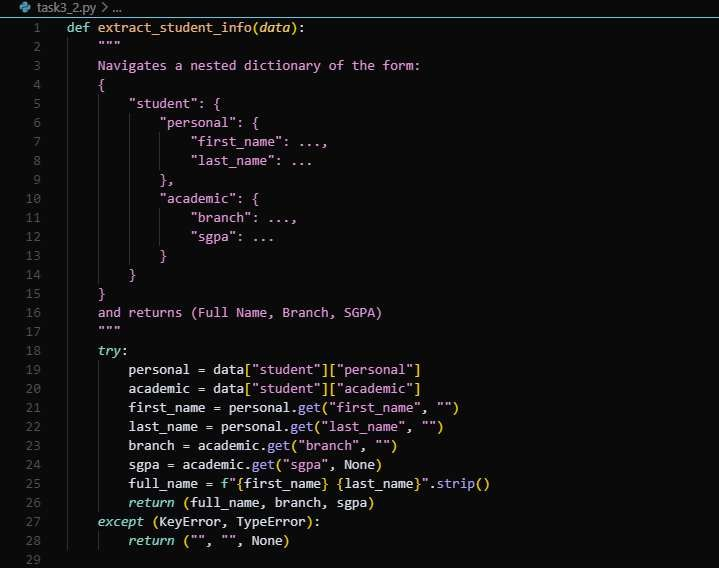 task3_2.py > ...
1 def extract_student_info(data):
2     """
3     Navigates a nested dictionary of the form:
4     {
5         "student": {
6             "personal": {
7                 "first_name": ...,
8                 "last_name": ...
9             },
10             "academic": {
11                 "branch": ...,
12                 "sgpa": ...
13             }
14         }
15     }
16     and returns (Full Name, Branch, SGPA)
17     """
18     try:
19         personal = data["student"]["personal"]
20         academic = data["student"]["academic"]
21         first_name = personal.get("first_name", "")
22         last_name = personal.get("last_name", "")
23         branch = academic.get("branch", "")
24         sgpa = academic.get("sgpa", None)
25         full_name = f"{first_name} {last_name}".strip()
26         return (full_name, branch, sgpa)
27     except (KeyError, TypeError):
28         return ("", "", None)
29